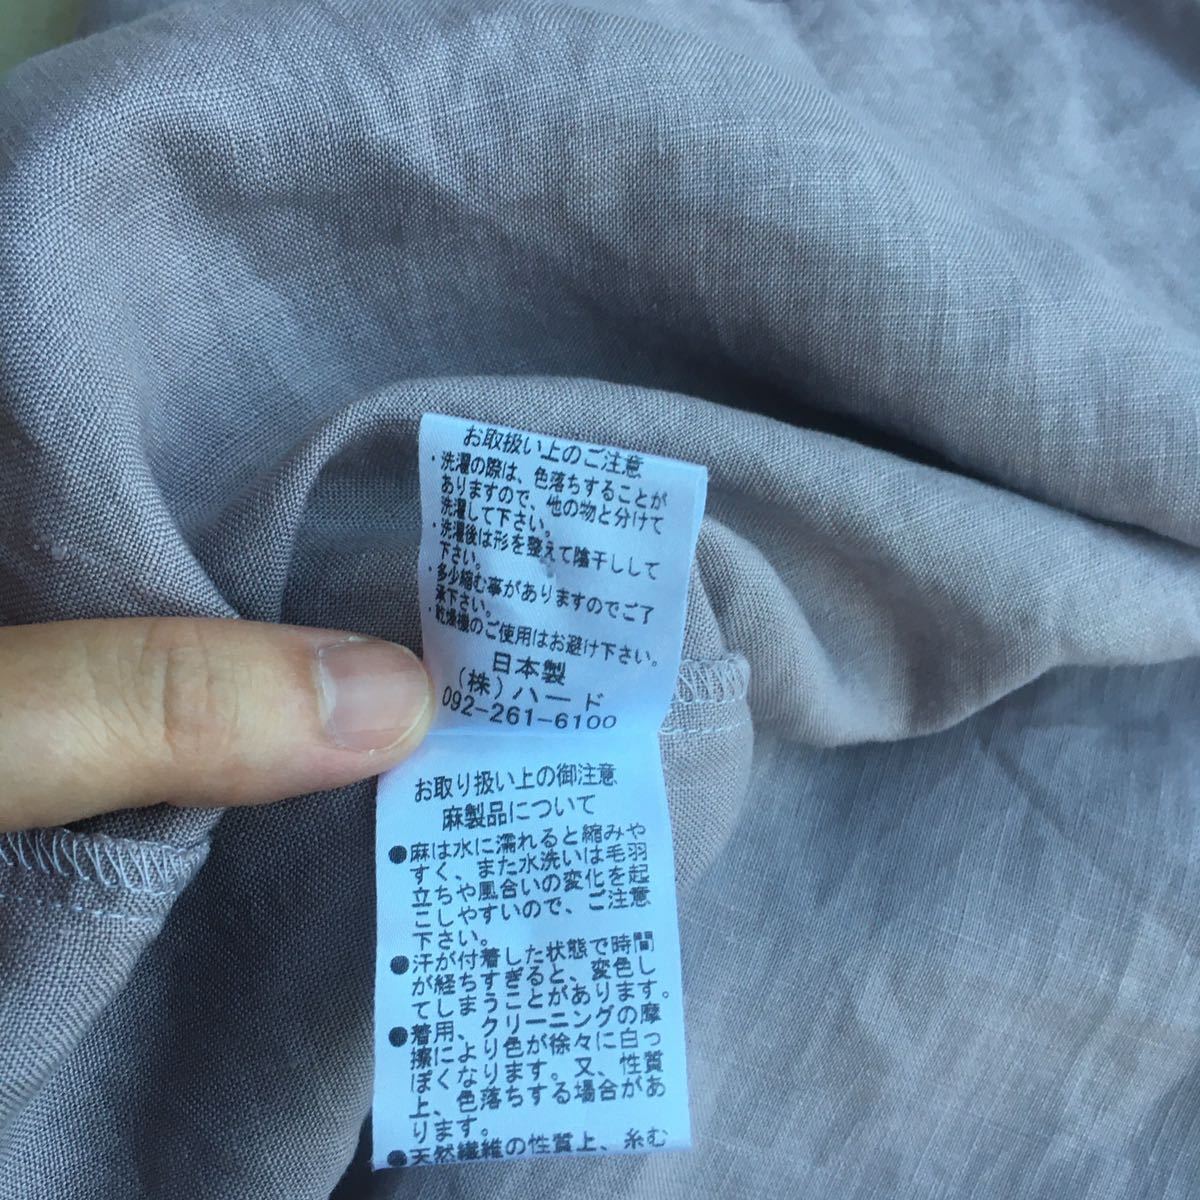 お取扱い上のご注意
・洗濯の際は、色落ちすることが
ありますので、他の物と分けて
洗濯して下さい。
・洗濯後は形を整えて陰干しして
下さい。
・多少縮む事がありますのでご了
承下さい。
・乾燥機のご使用はお避け下さい。
日本製
(株)ハード
092-261-6100
お取り扱い上の御注意
麻製品について
●麻は水に濡れると縮みや
すく、また水洗いは毛羽
立ちや風合いの変化を起
こしやすいので、ご注意
下さい。
●汗が付着した状態で時間
が経ちすぎると、変色し
てしまうことがあります。
●着用、クリーニングの摩
擦により色が徐々に白っ
ぽくなります。又、性質
上、色落ちする場合があ
ります。
●天然繊維の性質上、糸む